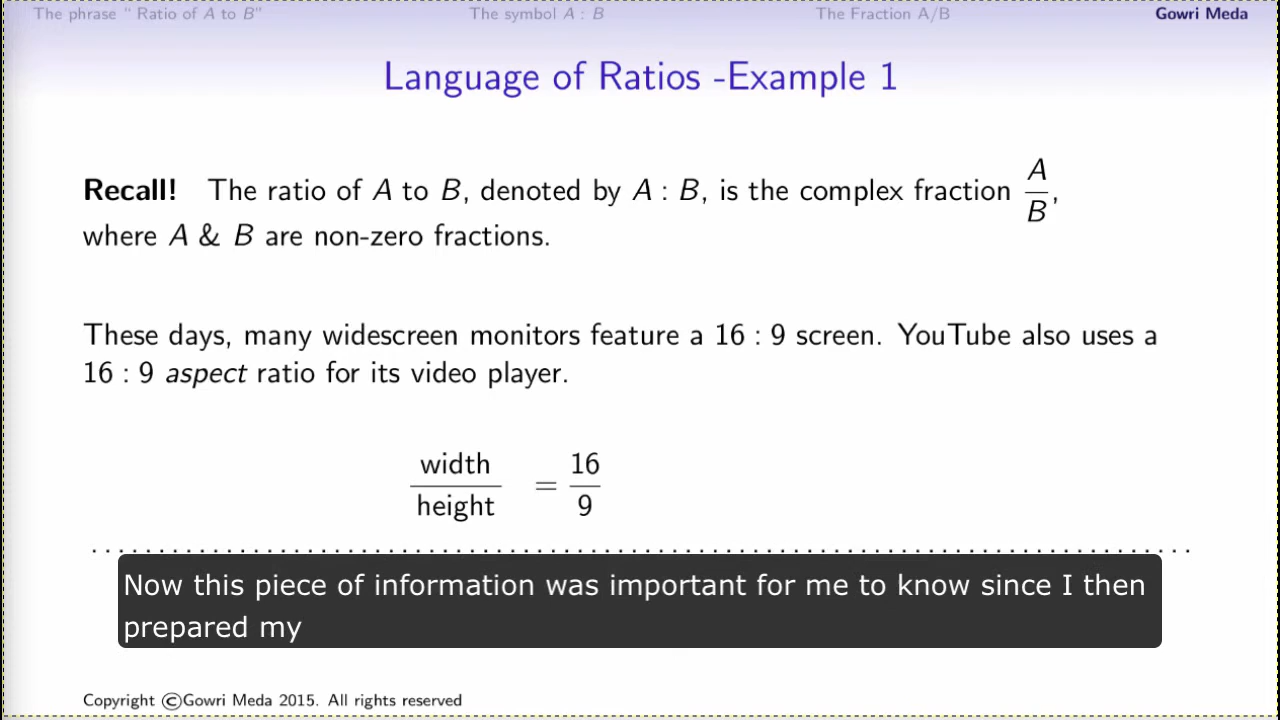 The phrase " Ratio of A to B" The symbol A : B The Fraction A/B Gowri Meda
Language of Ratios -Example 1
Recall! The ratio of A to B, denoted by A : B, is the complex fraction A/B,
where A & B are non-zero fractions.
These days, many widescreen monitors feature a 16 : 9 screen. YouTube also uses a
16 : 9 aspect ratio for its video player.
width/height = 16/9
Now this piece of information was important for me to know since I then
prepared my
Copyright ©Gowri Meda 2015. All rights reserved